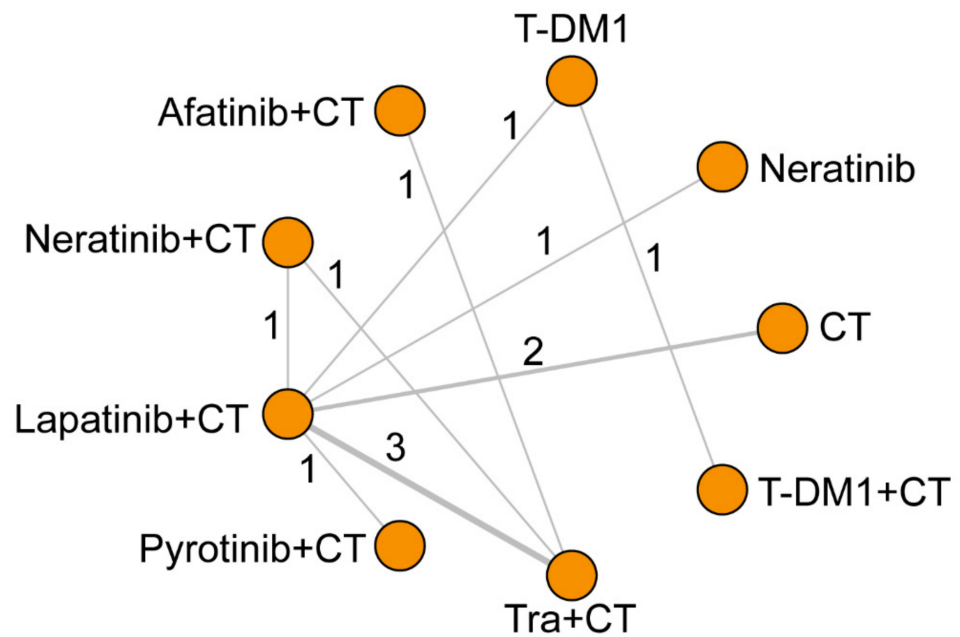 T-DM1
Afatinib+CT
1
1
Neratinib
Neratinib+CT
1
1
1
1
CT
2
Lapatinib+CT
3
1
T-DM1+CT
Pyrotinib+CT
Tra+CT